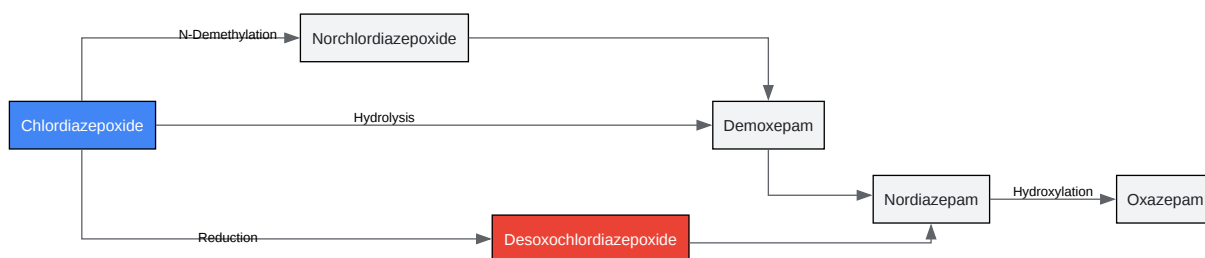 N-Demethylation
Norchlordiazepoxide
Chlordiazepoxide
Hydrolysis
Demoxepam
Nordiazepam
Hydroxylation
Oxazepam
Reduction
Desoxochlordiazepoxide